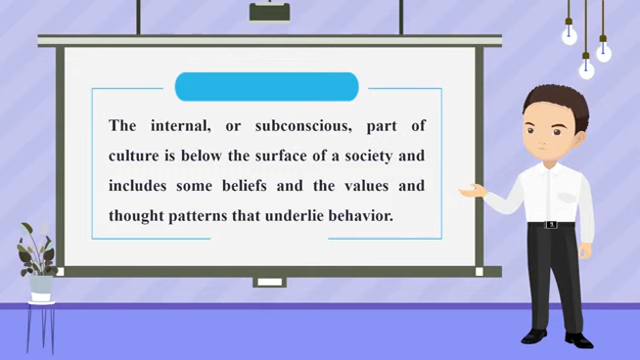 The internal, or subconscious, part of
culture is below the surface of a society and
includes some beliefs and the values and
thought patterns that underlie behavior.